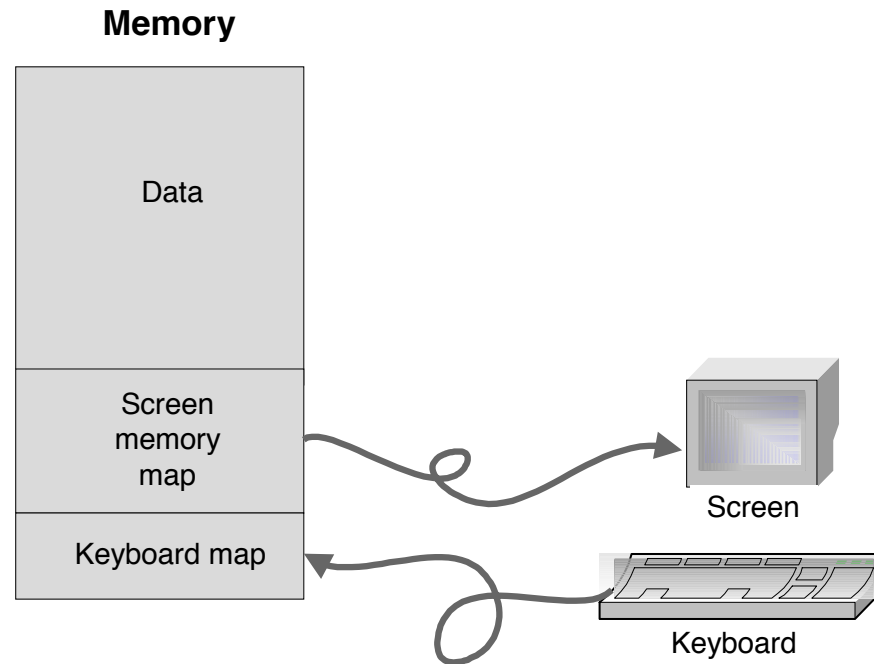 Memory
Data
Screen
memory
map
Screen
Keyboard map
Keyboard